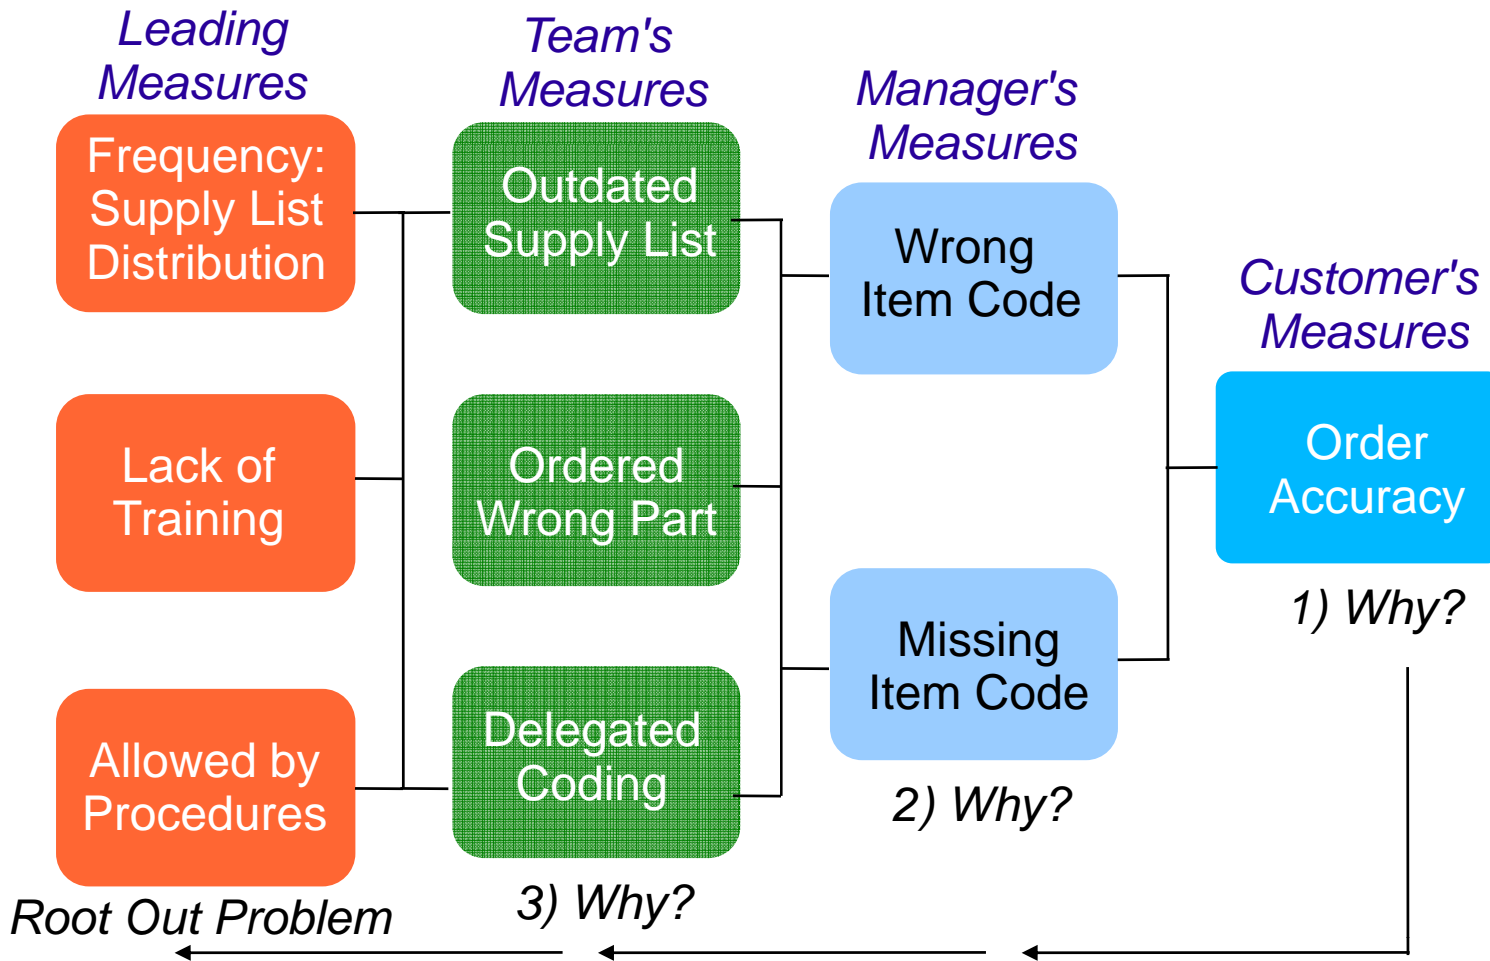 Leading
Measures
Frequency:
Supply List
Distribution
Lack of
Training
Allowed by
Procedures
Root Out Problem
Team's
Measures
Outdated
Supply List
Ordered
Wrong Part
Delegated
Coding
3) Why?
Manager's
Measures
Wrong
Item Code
Missing
Item Code
2) Why?
Customer's
Measures
Order
Accuracy
1) Why?